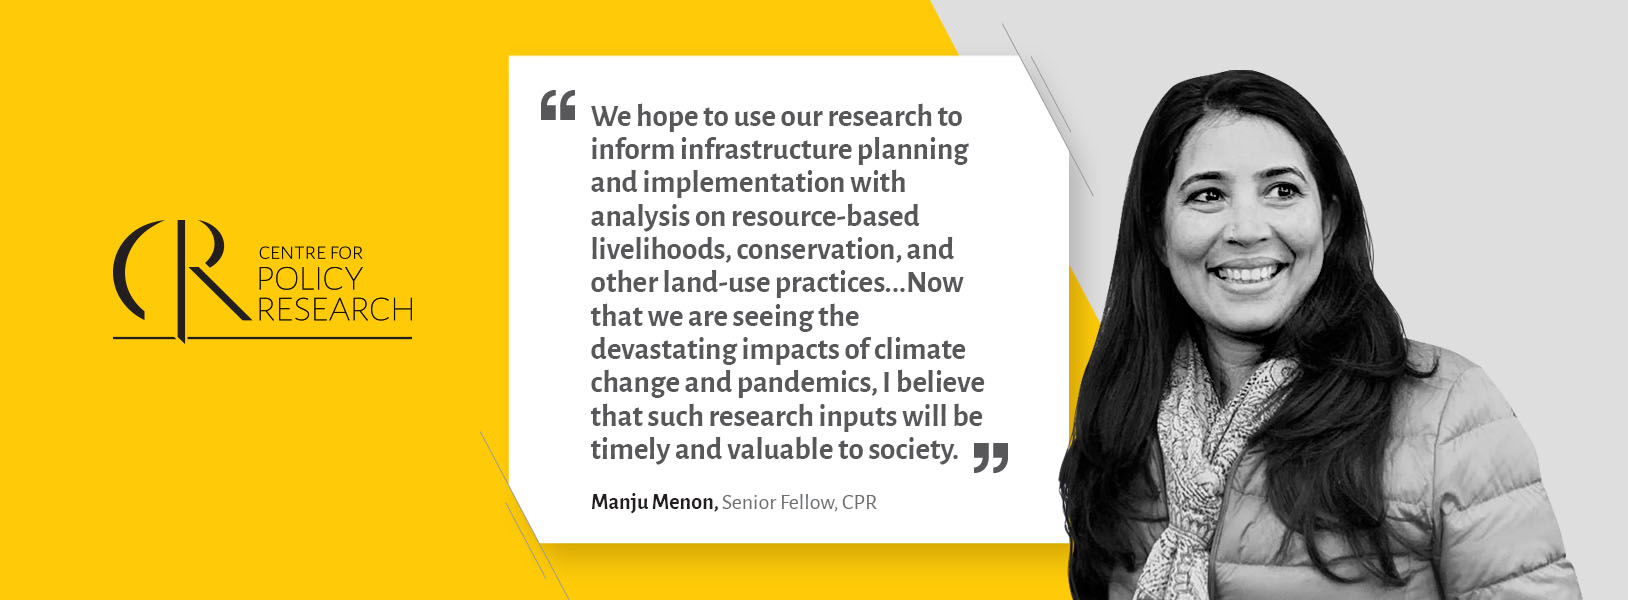 CENTRE FOR
POLICY
RESEARCH
“ We hope to use our research to
inform infrastructure planning
and implementation with
analysis on resource-based
livelihoods, conservation, and
other land-use practices...Now
that we are seeing the
devastating impacts of climate
change and pandemics, I believe
that such research inputs will be
timely and valuable to society. ”
Manju Menon, Senior Fellow, CPR